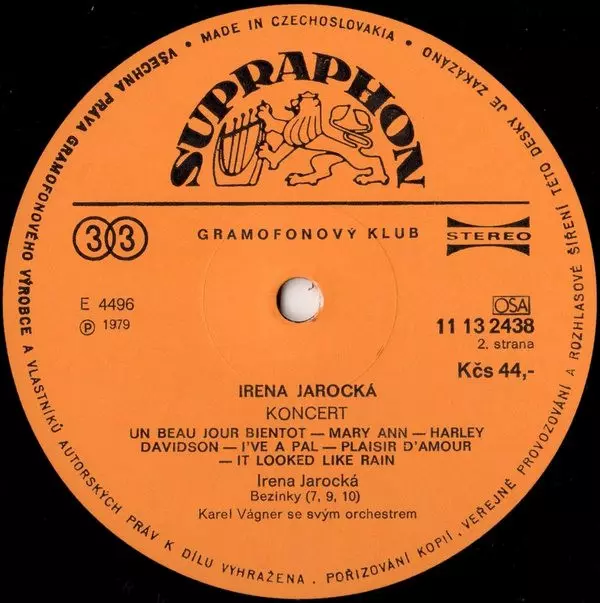 VŠECHNA PRÁVA GRAMOFONOVÉHO VÝROBCE A VLASTNÍKŮ AUTORSKÝCH PRÁV K DÍLU VYHRAŽENA. POŘIZOVÁNÍ KOPIÍ, VEŘEJNÉ PROVOZOVÁNÍ A ROZHLASOVÉ ŠÍŘENÍ TÉTO DESKY JE ZAKÁZÁNO • MADE IN CZECHOSLOVAKIA •
SUPRAPHON
33
GRAMOFONOVÝ KLUB
STEREO
E 4496
OSA
℗ 1979
11 13 2438
2. strana
Kčs 44,-
IRENA JAROCKÁ
KONCERT
UN BEAU JOUR BIENTOT — MARY ANN — HARLEY
DAVIDSON — I'VE A PAL — PLAISIR D'AMOUR
— IT LOOKED LIKE RAIN
Irena Jarocká
Bezinky (7, 9, 10)
Karel Vágner se svým orchestrem